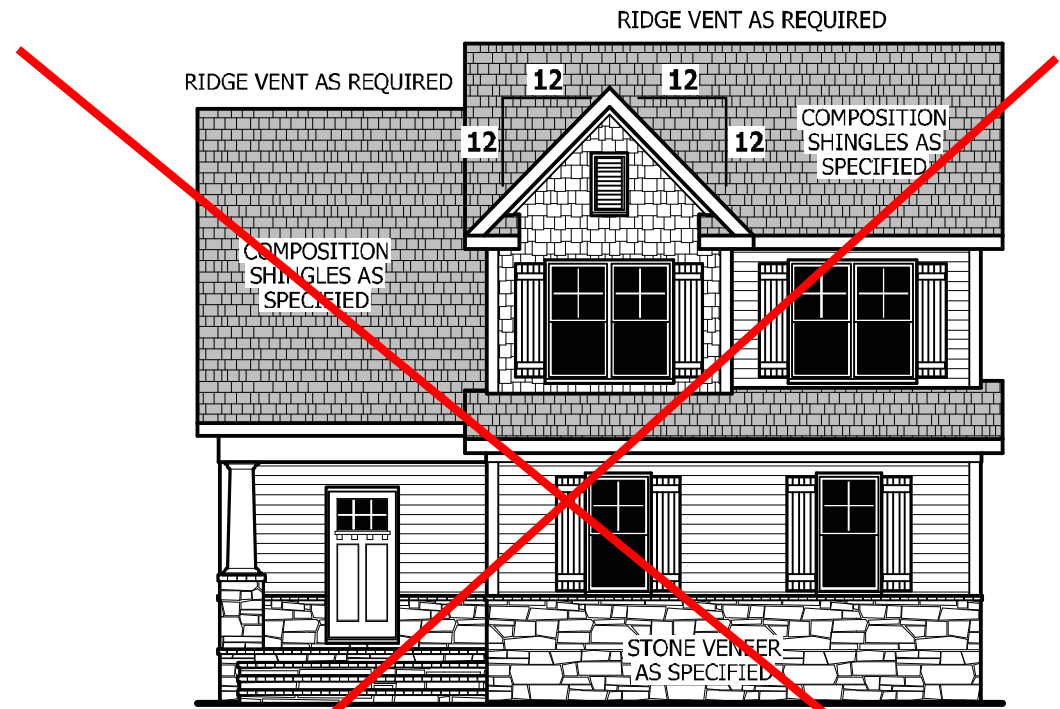 RIDGE VENT AS REQUIRED
RIDGE VENT AS REQUIRED
12
12
12
12
COMPOSITION
SHINGLES AS
SPECIFIED
COMPOSITION
SHINGLES AS
SPECIFIED
STONE VENEER
AS SPECIFIED